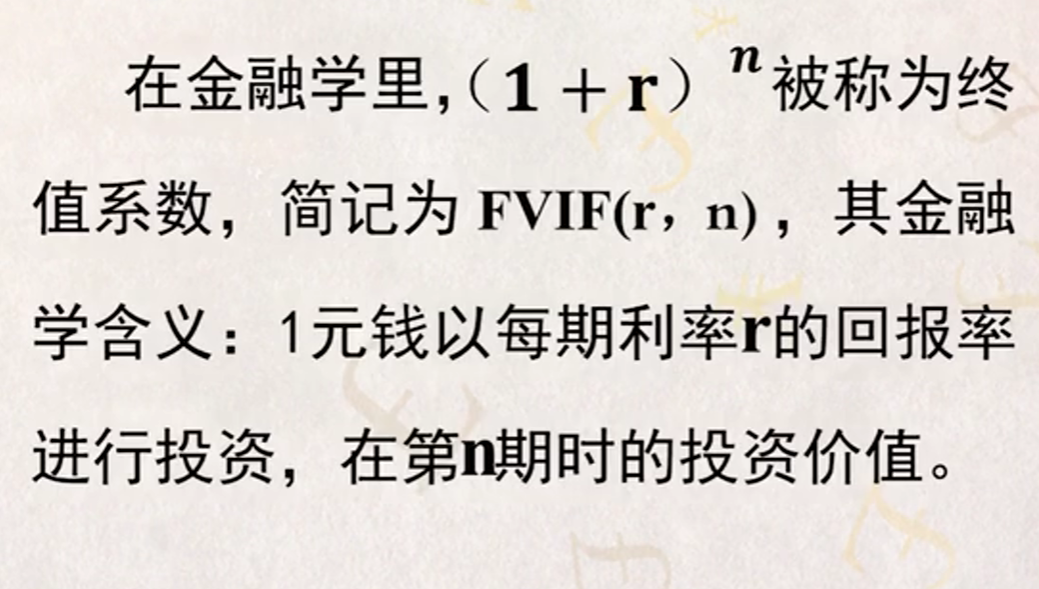 在金融学里,（1 + r）ⁿ被称为终
值系数，简记为 FVIF(r，n)，其金融
学含义：1元钱以每期利率r的回报率
进行投资，在第n期时的投资价值。